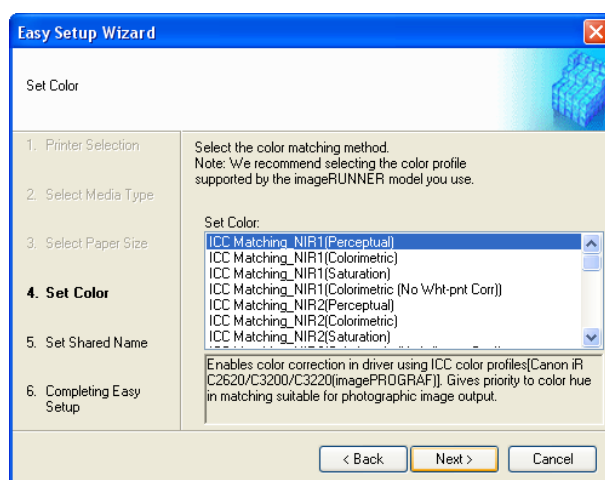 Easy Setup Wizard
Set Color
1. Printer Selection
2. Select Media Type
3. Select Paper Size
4. Set Color
5. Set Shared Name
6. Completing Easy
Setup
Select the color matching method.
Note: We recommend selecting the color profile
supported by the imageRUNNER model you use.
Set Color:
ICC Matching_NIR1(Perceptual)
ICC Matching_NIR1(Colorimetric)
ICC Matching_NIR1(Saturation)
ICC Matching_NIR1(Colorimetric (No Wht-pnt Corr))
ICC Matching_NIR2(Perceptual)
ICC Matching_NIR2(Colorimetric)
ICC Matching_NIR2(Saturation)
Enables color correction in driver using ICC color profiles[Canon iR
C2620/C3200/C3220(imagePROGRAF)]. Gives priority to color hue
in matching suitable for photographic image output.
< Back
Next >
Cancel